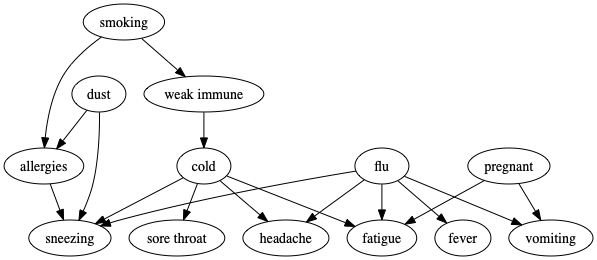 smoking
dust
weak immune
allergies
cold
flu
pregnant
sneezing
sore throat
headache
fatigue
fever
vomiting